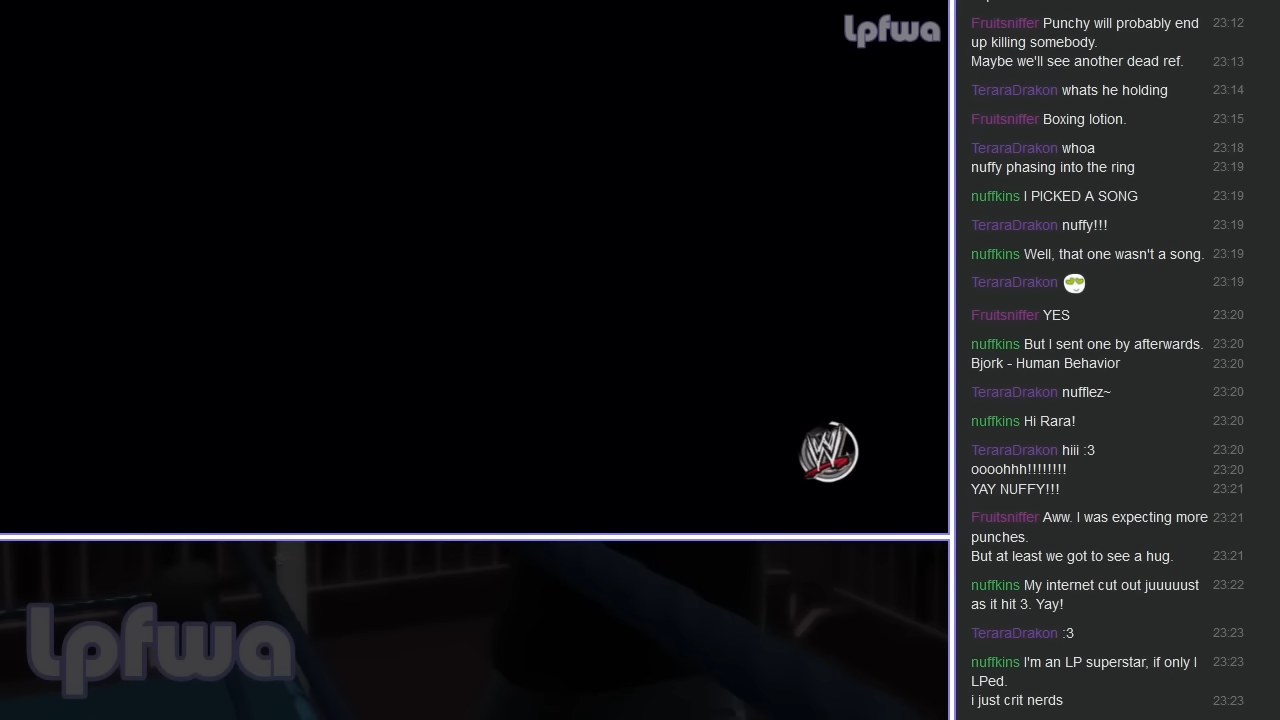 lpfwa
Fruitsniffer Punchy will probably end 23:12
up killing somebody.
Maybe we'll see another dead ref. 23:13
TeraraDrakon whats he holding 23:14
Fruitsniffer Boxing lotion. 23:15
TeraraDrakon whoa 23:18
nuffy phasing into the ring 23:19
nuffkins I PICKED A SONG 23:19
TeraraDrakon nuffy!!! 23:19
nuffkins Well, that one wasn't a song. 23:19
TeraraDrakon 23:19
Fruitsniffer YES 23:20
nuffkins But I sent one by afterwards. 23:20
Bjork - Human Behavior 23:20
TeraraDrakon nufflez~ 23:20
nuffkins Hi Rara! 23:20
TeraraDrakon hiii :3 23:20
oooohhh!!!!!!!! 23:20
YAY NUFFY!!! 23:21
Fruitsniffer Aww. I was expecting more 23:21
punches.
But at least we got to see a hug. 23:21
nuffkins My internet cut out juuuuust 23:22
as it hit 3. Yay!
TeraraDrakon :3 23:23
nuffkins I'm an LP superstar, if only I 23:23
LPed.
i just crit nerds 23:23
W
lpfwa